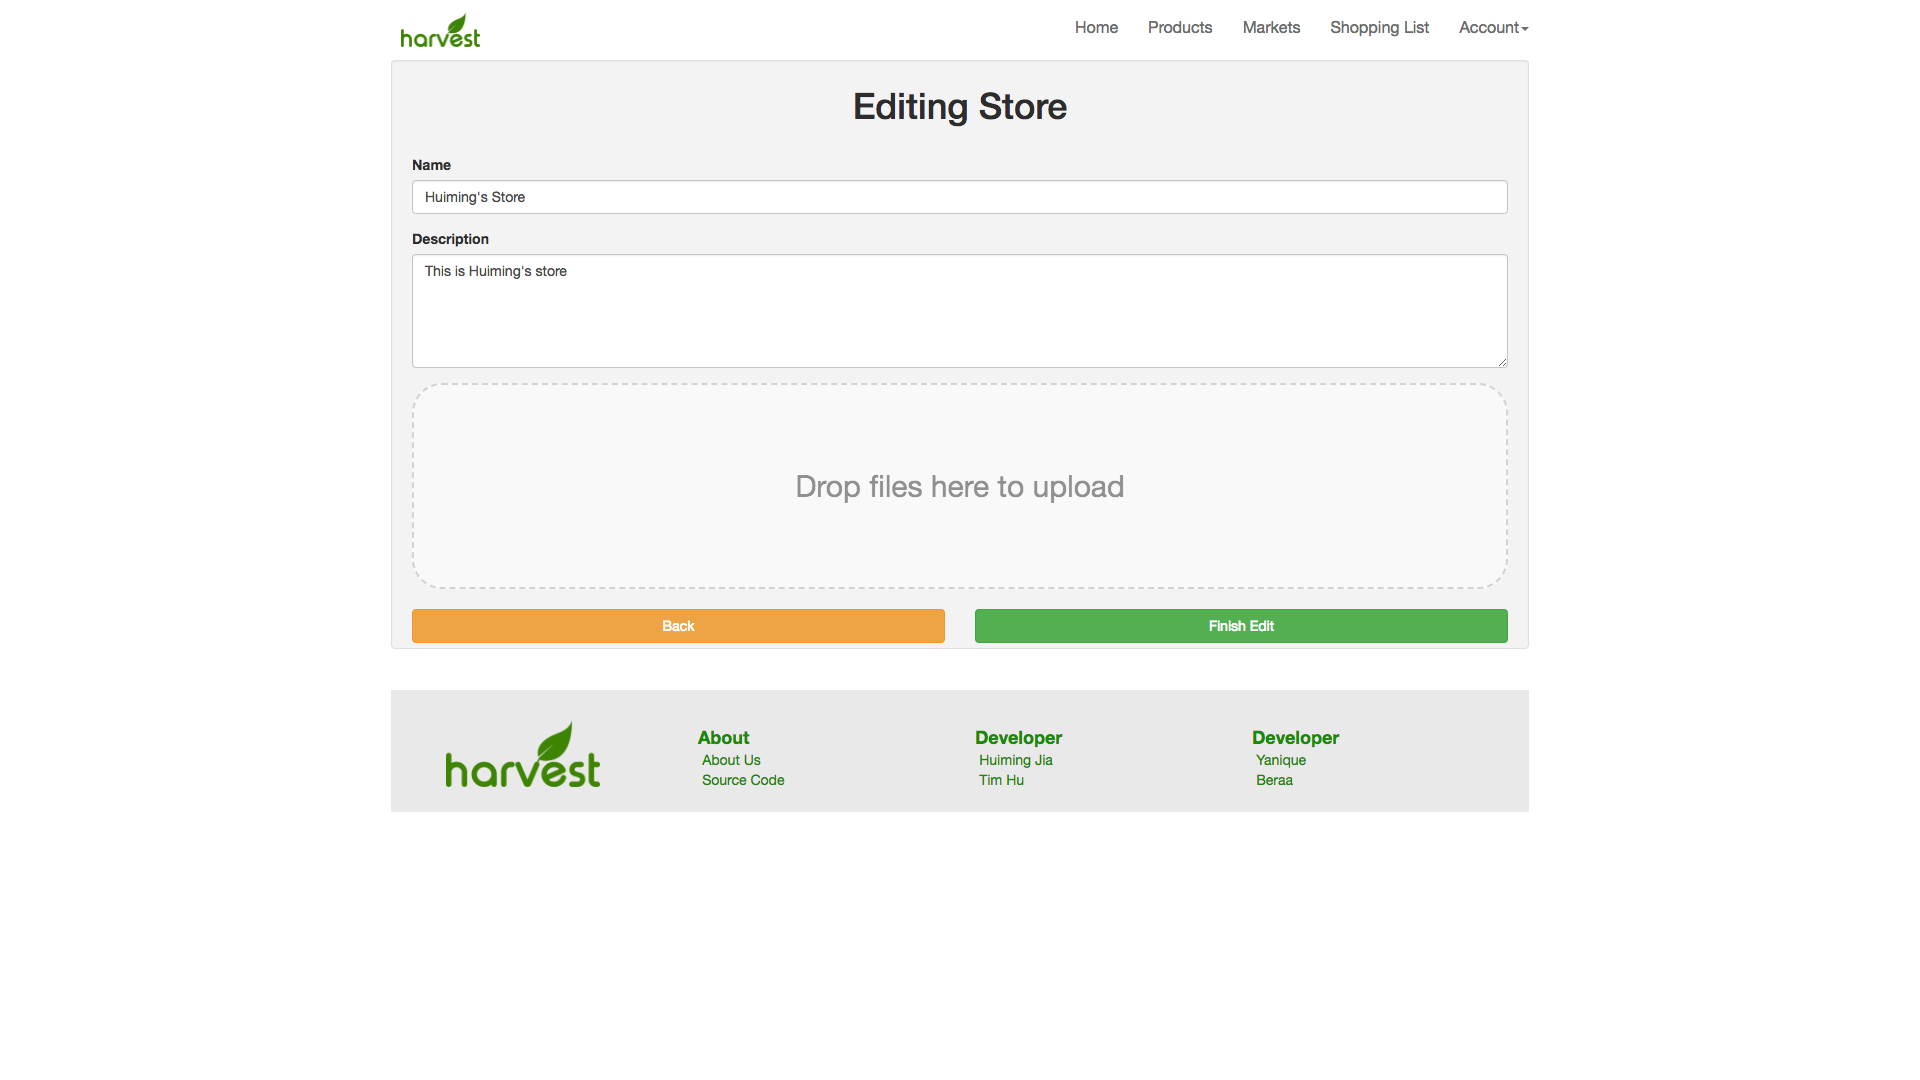 harvest
Home Products Markets Shopping List Account
Editing Store
Name
Huiming's Store
Description
This is Huiming's store
Drop files here to upload
Back Finish Edit
harvest
About
About Us
Source Code
Developer
Huiming Jia
Tim Hu
Developer
Yanique
Beraa